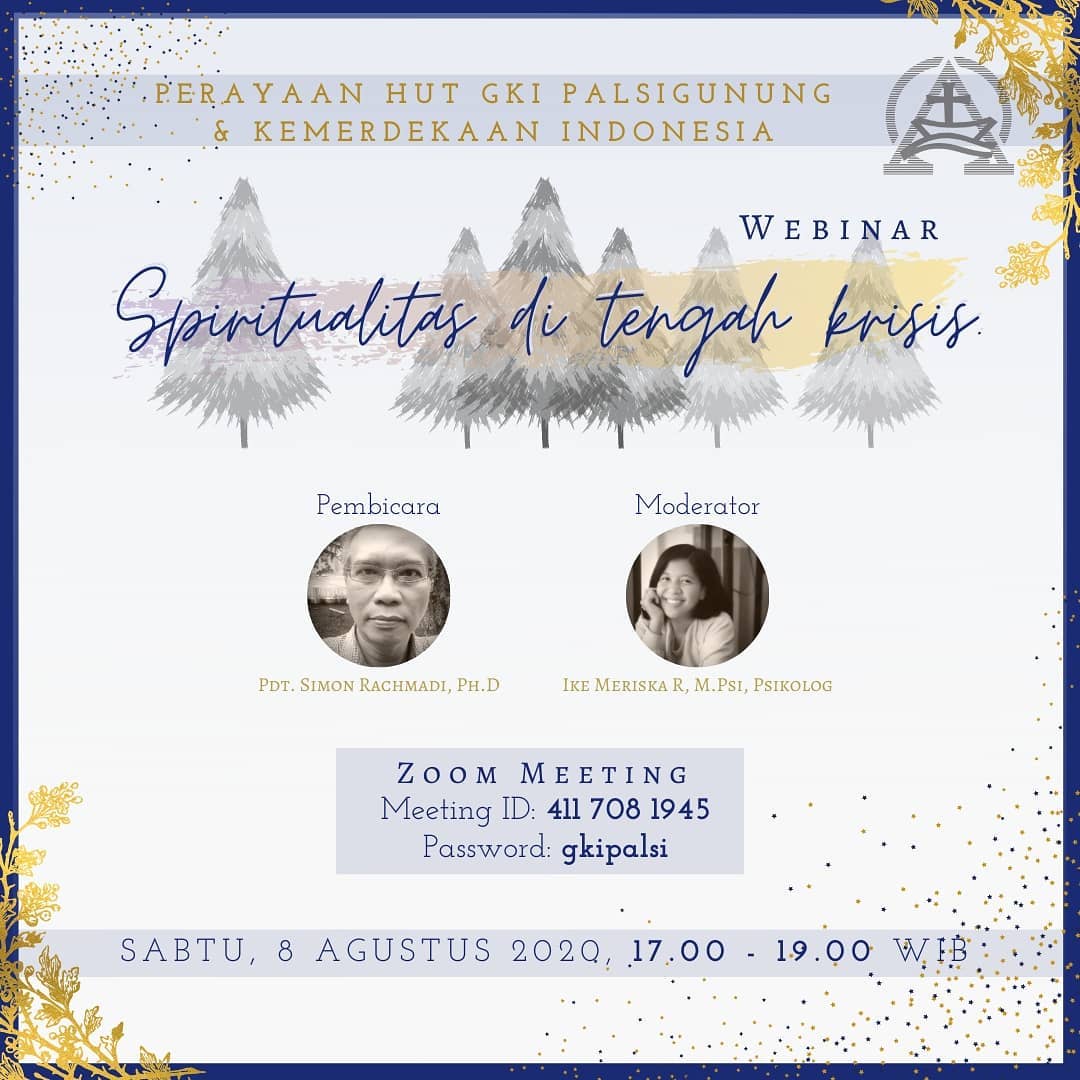 PERAYAAN HUT GKI PALSIGUNUNG
& KEMERDEKAAN INDONESIA
WEBINAR
Spiritualitas di tengah krisis.
Pembicara
Moderator
PDT. SIMON RACHMADI, PH.D
IKE MERISKA R, M.PSI, PSIKOLOG
ZOOM MEETING
Meeting ID: 411 708 1945
Password: gkipalsi
SABTU, 8 AGUSTUS 2020, 17.00 - 19.00 WIB